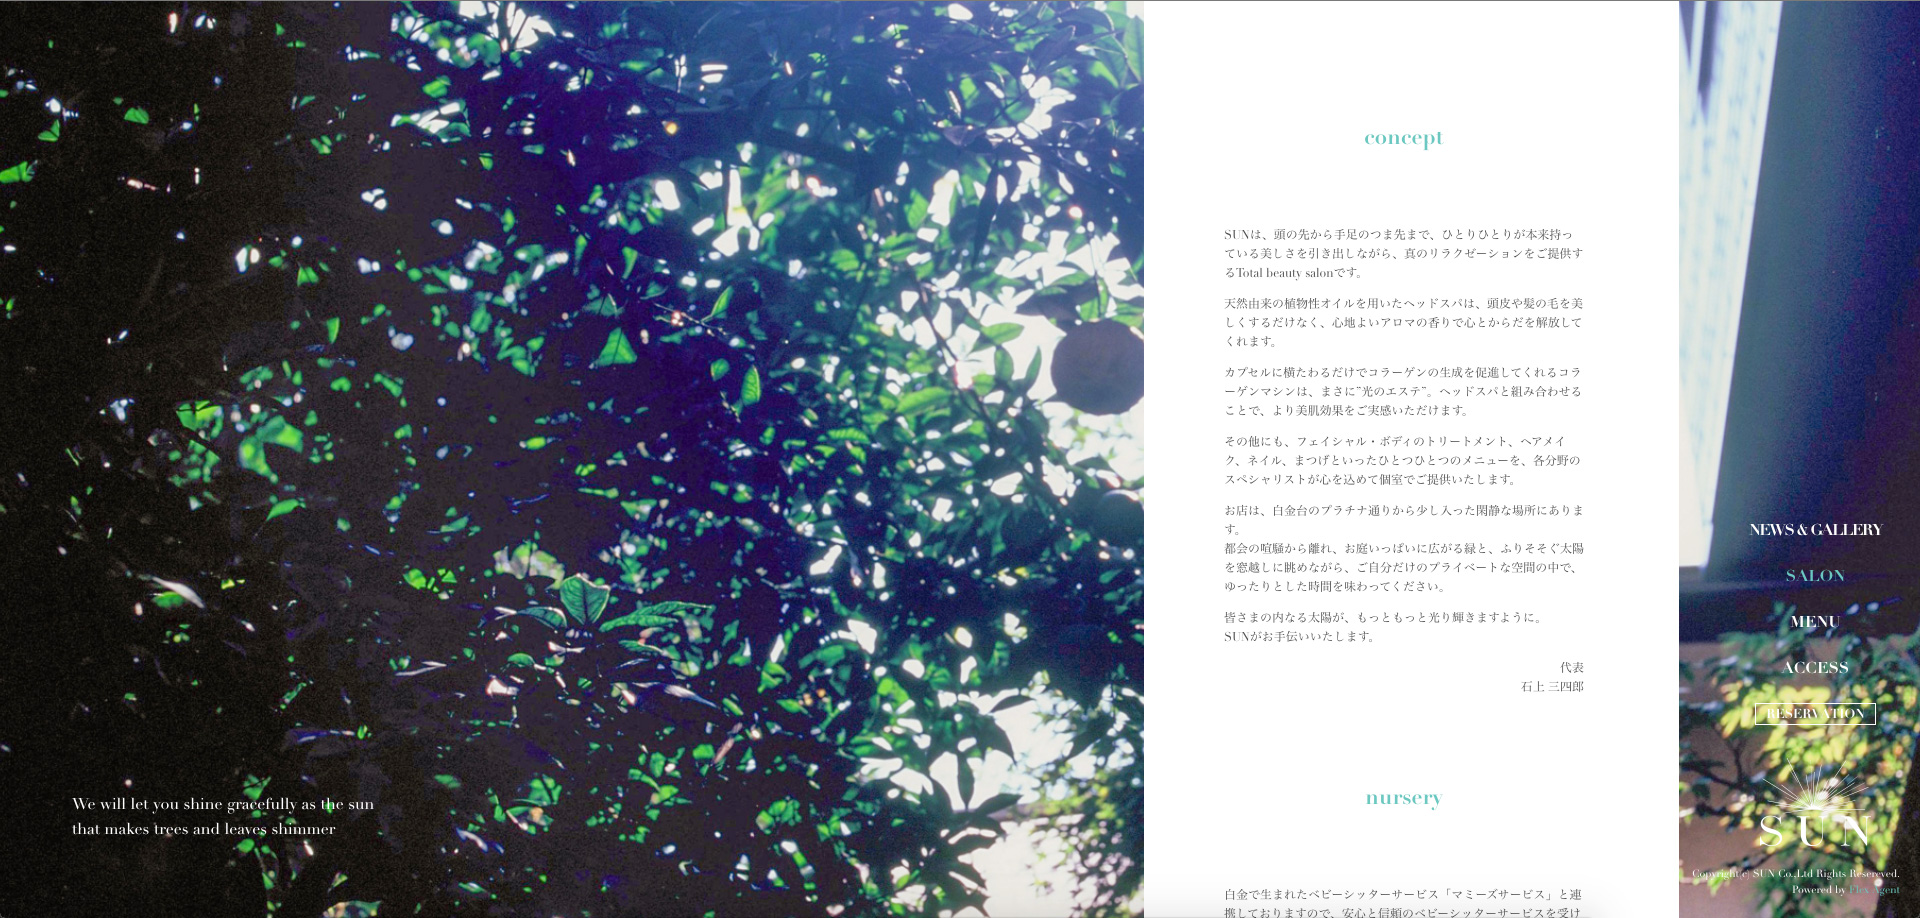 We will let you shine gracefully as the sun
that makes trees and leaves shimmer
concept
SUNは、頭の先から手足のつま先まで、ひとりひとりが本来持っ
ている美しさを引き出しながら、真のリラクゼーションをご提供す
るTotal beauty salonです。
天然由来の植物性オイルを用いたヘッドスパは、頭皮や髪の毛を美
しくするだけなく、心地よいアロマの香りで心とからだを解放して
くれます。
カプセルに横たわるだけでコラーゲンの生成を促進してくれるコラ
ーゲンマシンは、まさに”光のエステ”。ヘッドスパと組み合わせる
ことで、より美肌効果をご実感いただけます。
その他にも、フェイシャル・ボディのトリートメント、ヘアメイ
ク、ネイル、まつげといったひとつひとつのメニューを、各分野の
スペシャリストが心を込めて個室でご提供いたします。
お店は、白金台のプラチナ通りから少し入った閑静な場所にありま
す。
都会の喧騒から離れ、お庭いっぱいに広がる緑と、ふりそそぐ太陽
を窓越しに眺めながら、ご自分だけのプライベートな空間の中で、
ゆったりとした時間を味わってください。
皆さまの内なる太陽が、もっともっと光り輝きますように。
SUNがお手伝いいたします。
代表
石上 三四郎
nursery
白金で生まれたベビーシッターサービス「マミーズサービス」と連
携しておりますので、安心と信頼のベビーシッターサービスを受け
NEWS & GALLERY
SALON
MENU
ACCESS
RESERVATION
SUN
Copyright(c) SUN Co.,Ltd Rights Resereved.
Powered by Flex Agent